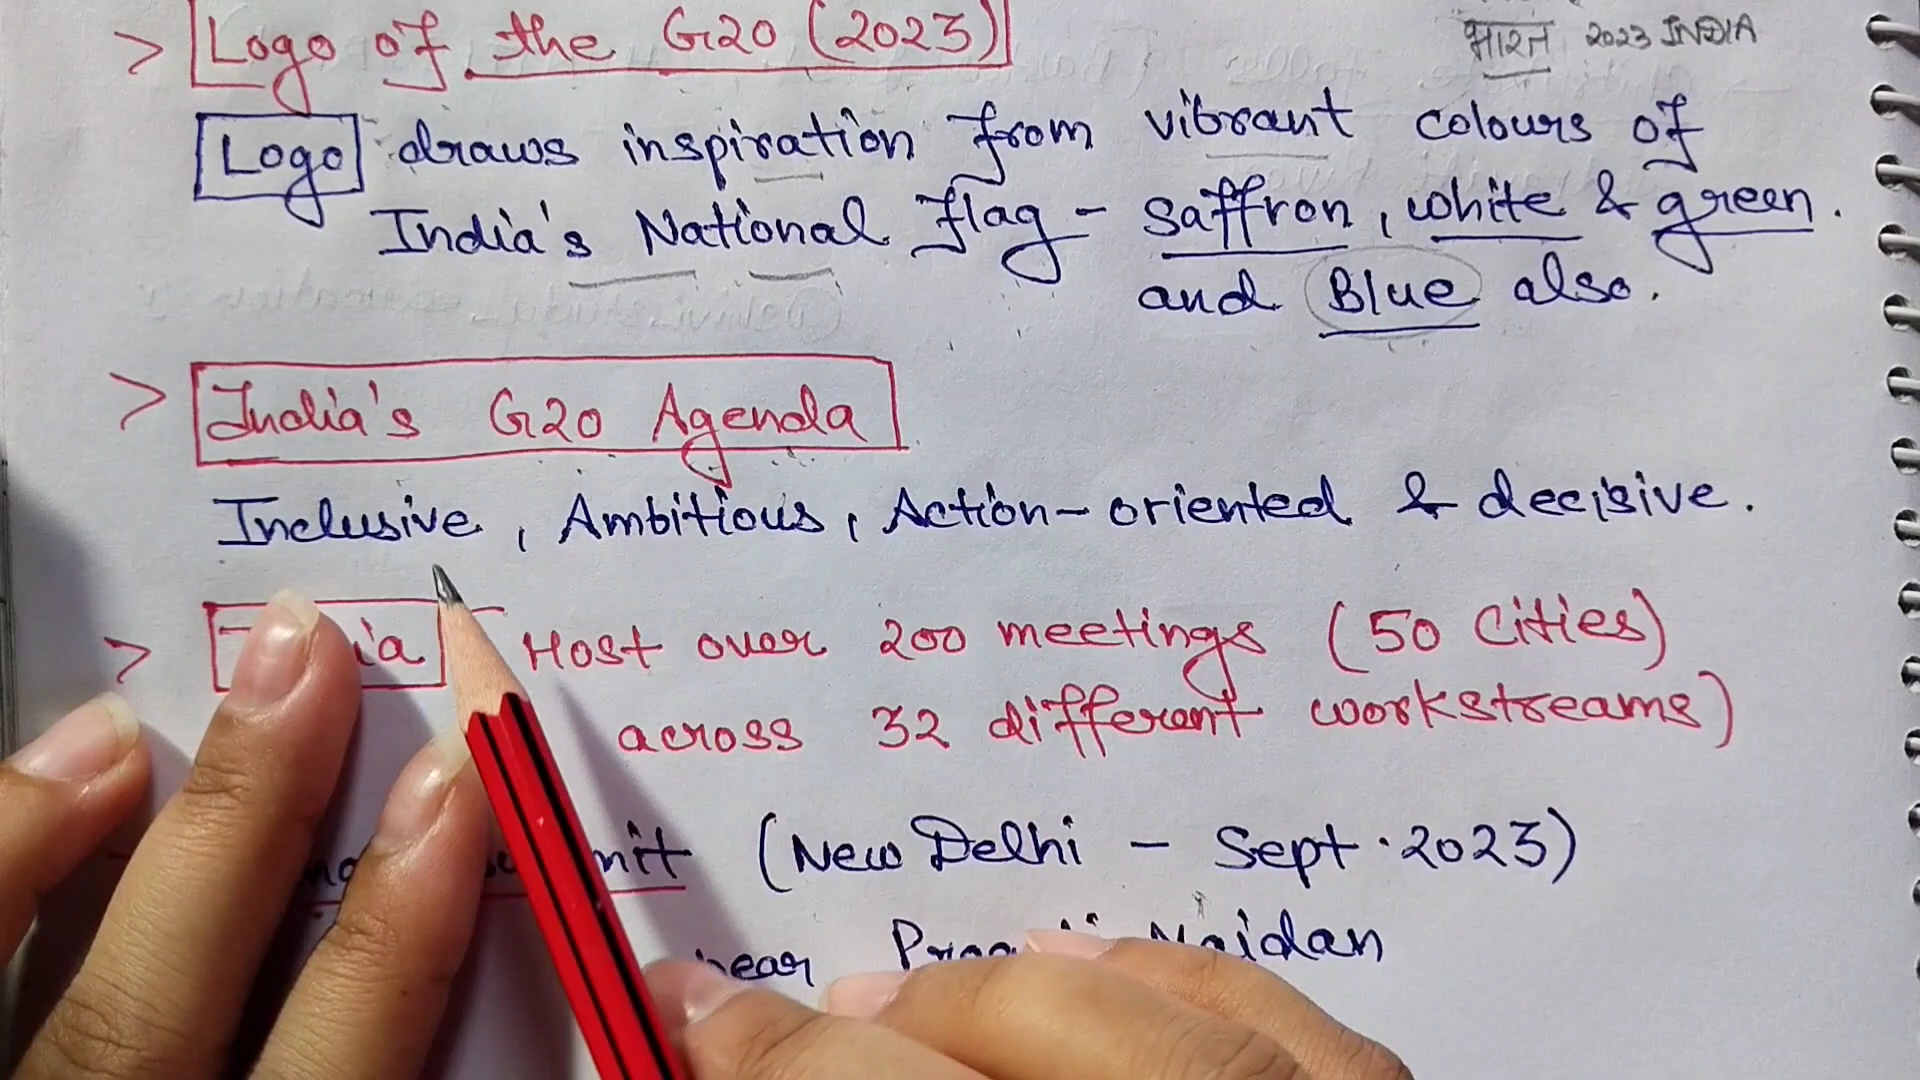 भारत 2023 INDIA
> Logo of the G20 (2023)
Logo draws inspiration from vibrant colours of
India's National flag - saffron, white & green.
and Blue also.
> India's G20 Agenda
Inclusive, Ambitious, Action-oriented & decisive.
> Host over 200 meetings (50 Cities)
across 32 different workstreams)
(New Delhi - Sept. 2023)
near Maidan